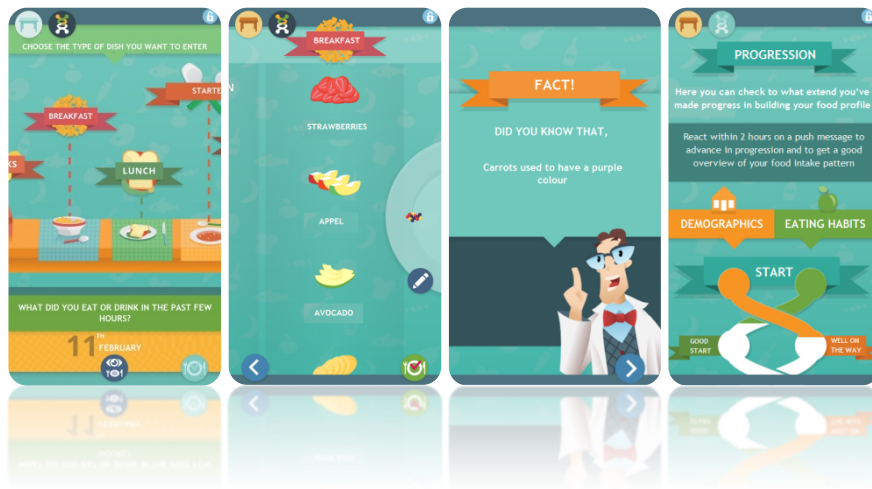 CHOOSE THE TYPE OF DISH YOU WANT TO ENTER
STARTE
BREAKFAST
KS
LUNCH
WHAT DID YOU EAT OR DRINK IN THE PAST FEW
HOURS?
11TH
FEBRUARY
BREAKFAST
N
STRAWBERRIES
APPEL
AVOCADO
FACT!
DID YOU KNOW THAT,
Carrots used to have a purple
colour
PROGRESSION
Here you can check to what extend you've
made progress in building your food profile
React within 2 hours on a push message to
advance in progression and to get a good
overview of your food intake pattern
DEMOGRAPHICS
EATING HABITS
START
GOOD
START
WELL ON
THE WAY